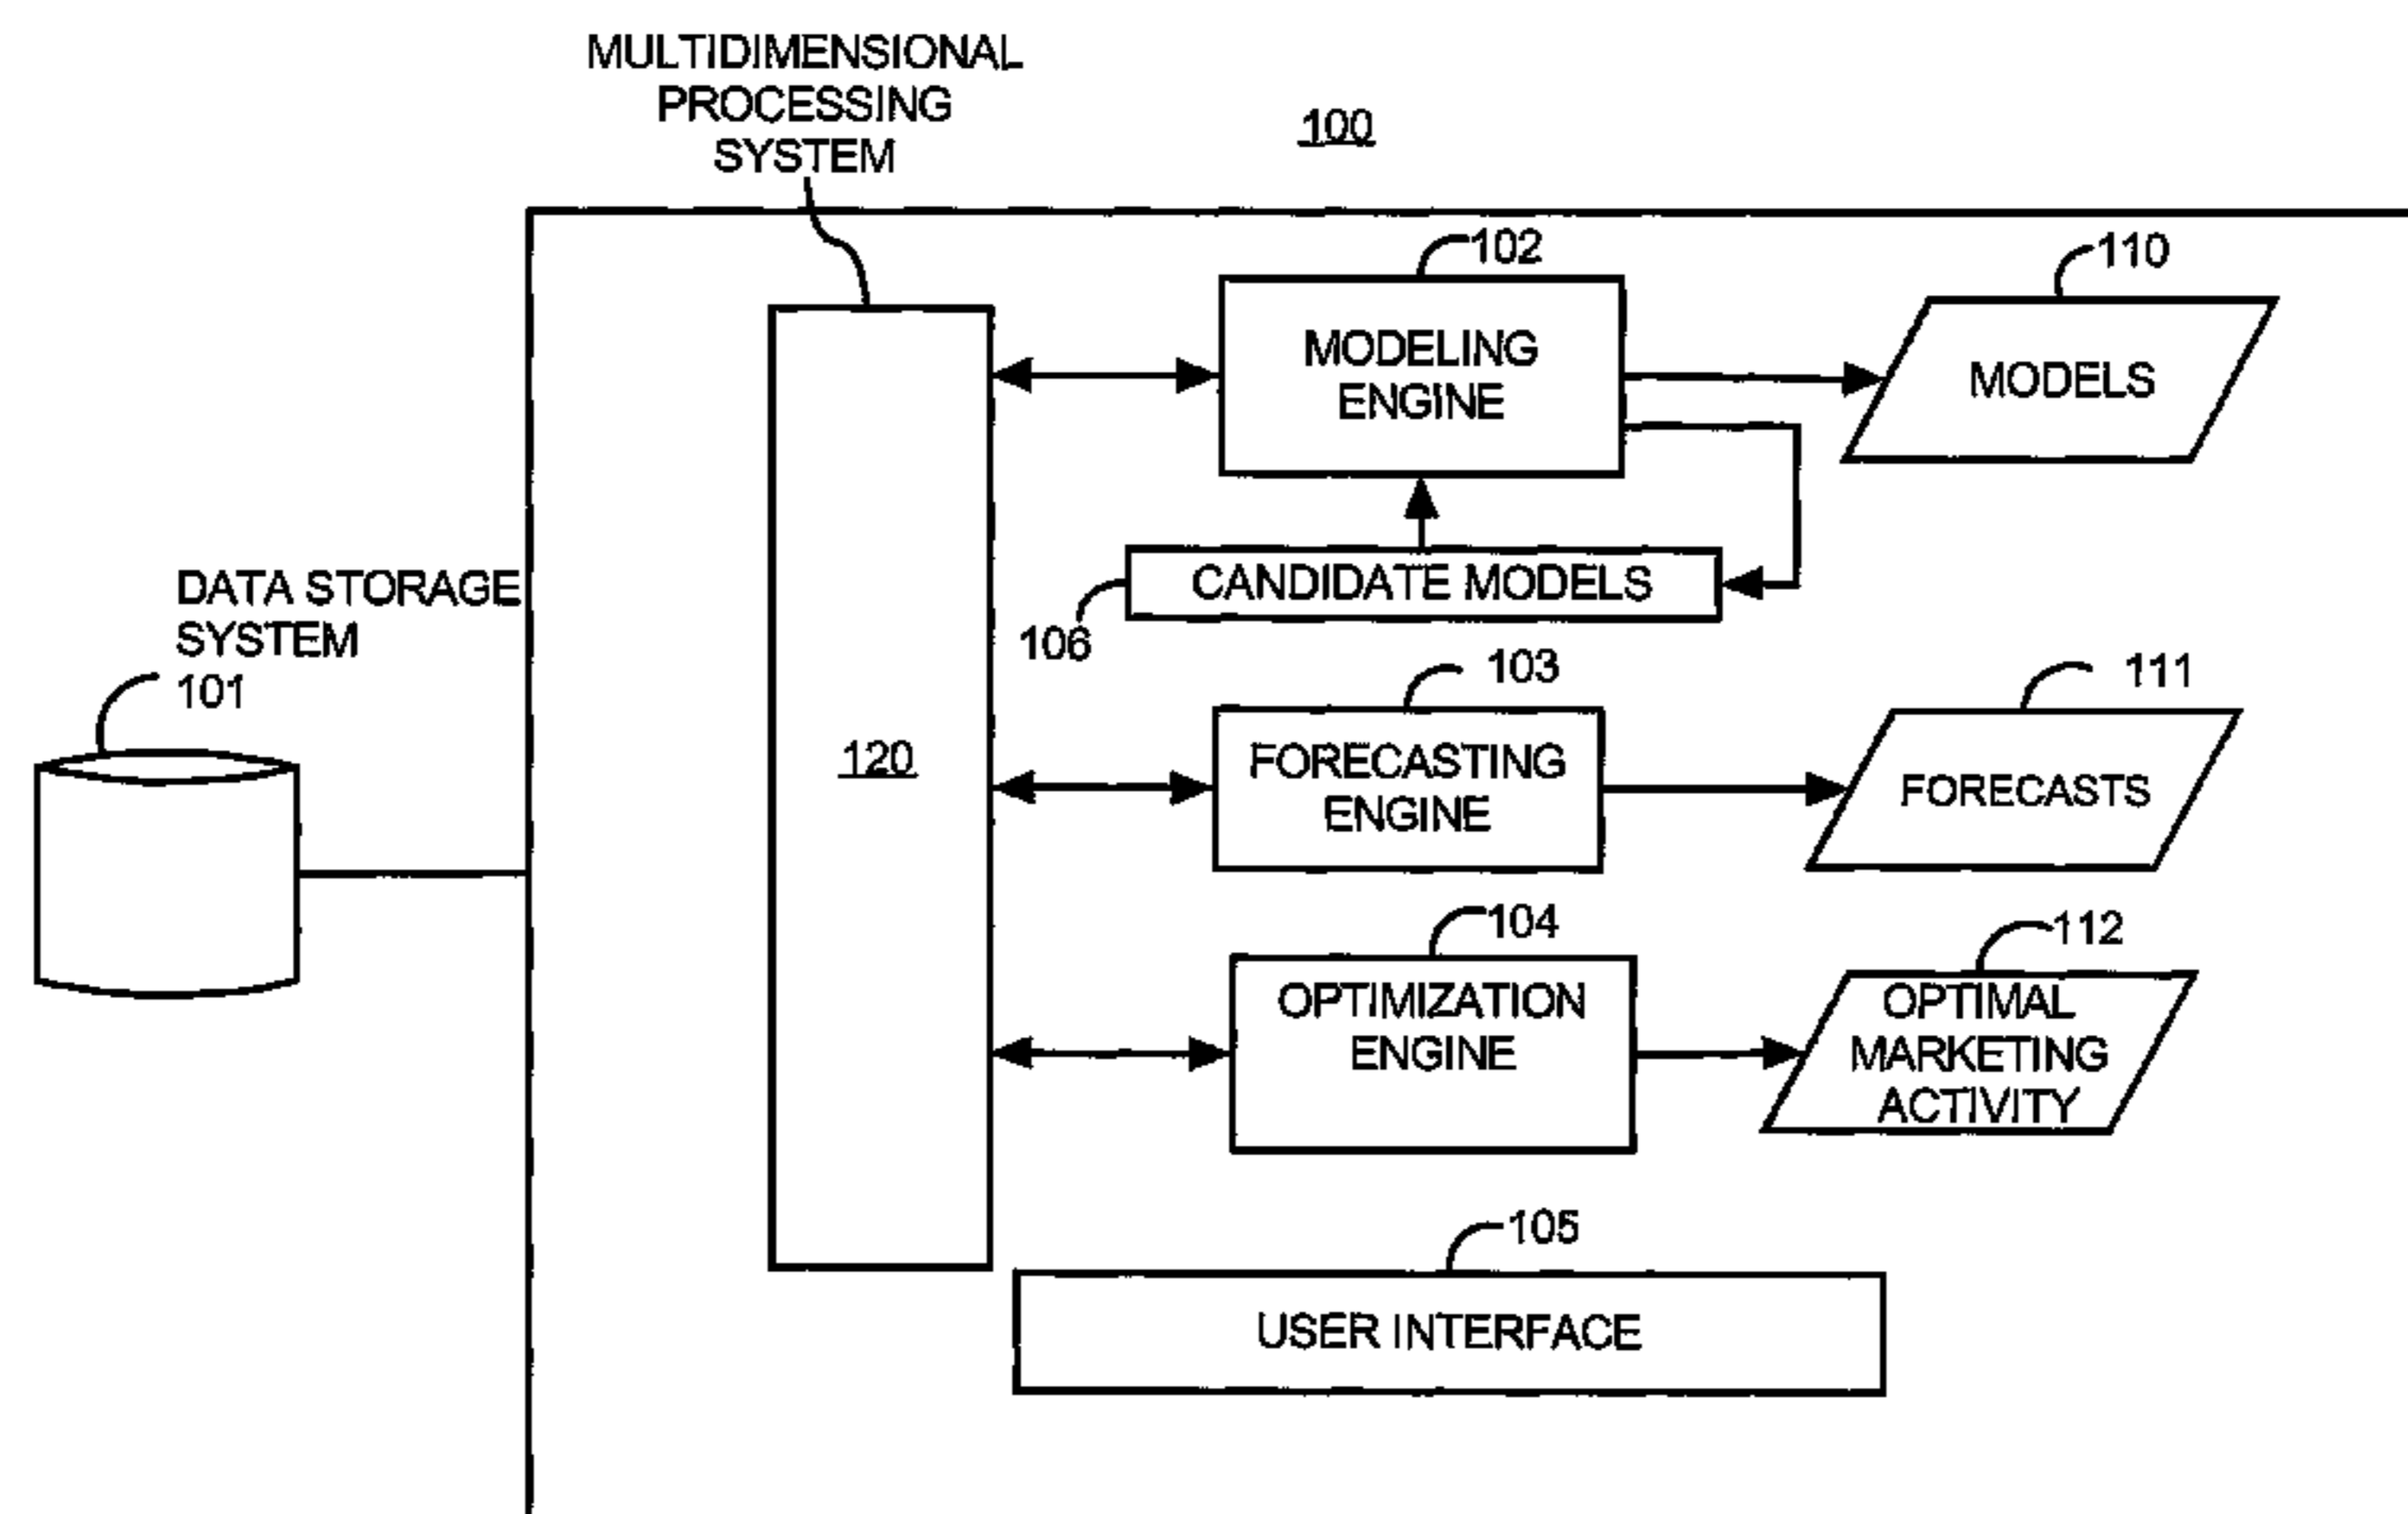 MULTIDIMENSIONAL
PROCESSING
SYSTEM
100
102
110
MODELING
ENGINE
MODELS
CANDIDATE MODELS
106
DATA STORAGE
SYSTEM
101
103
111
120
FORECASTING
ENGINE
FORECASTS
104
112
OPTIMIZATION
ENGINE
OPTIMAL
MARKETING
ACTIVITY
105
USER INTERFACE